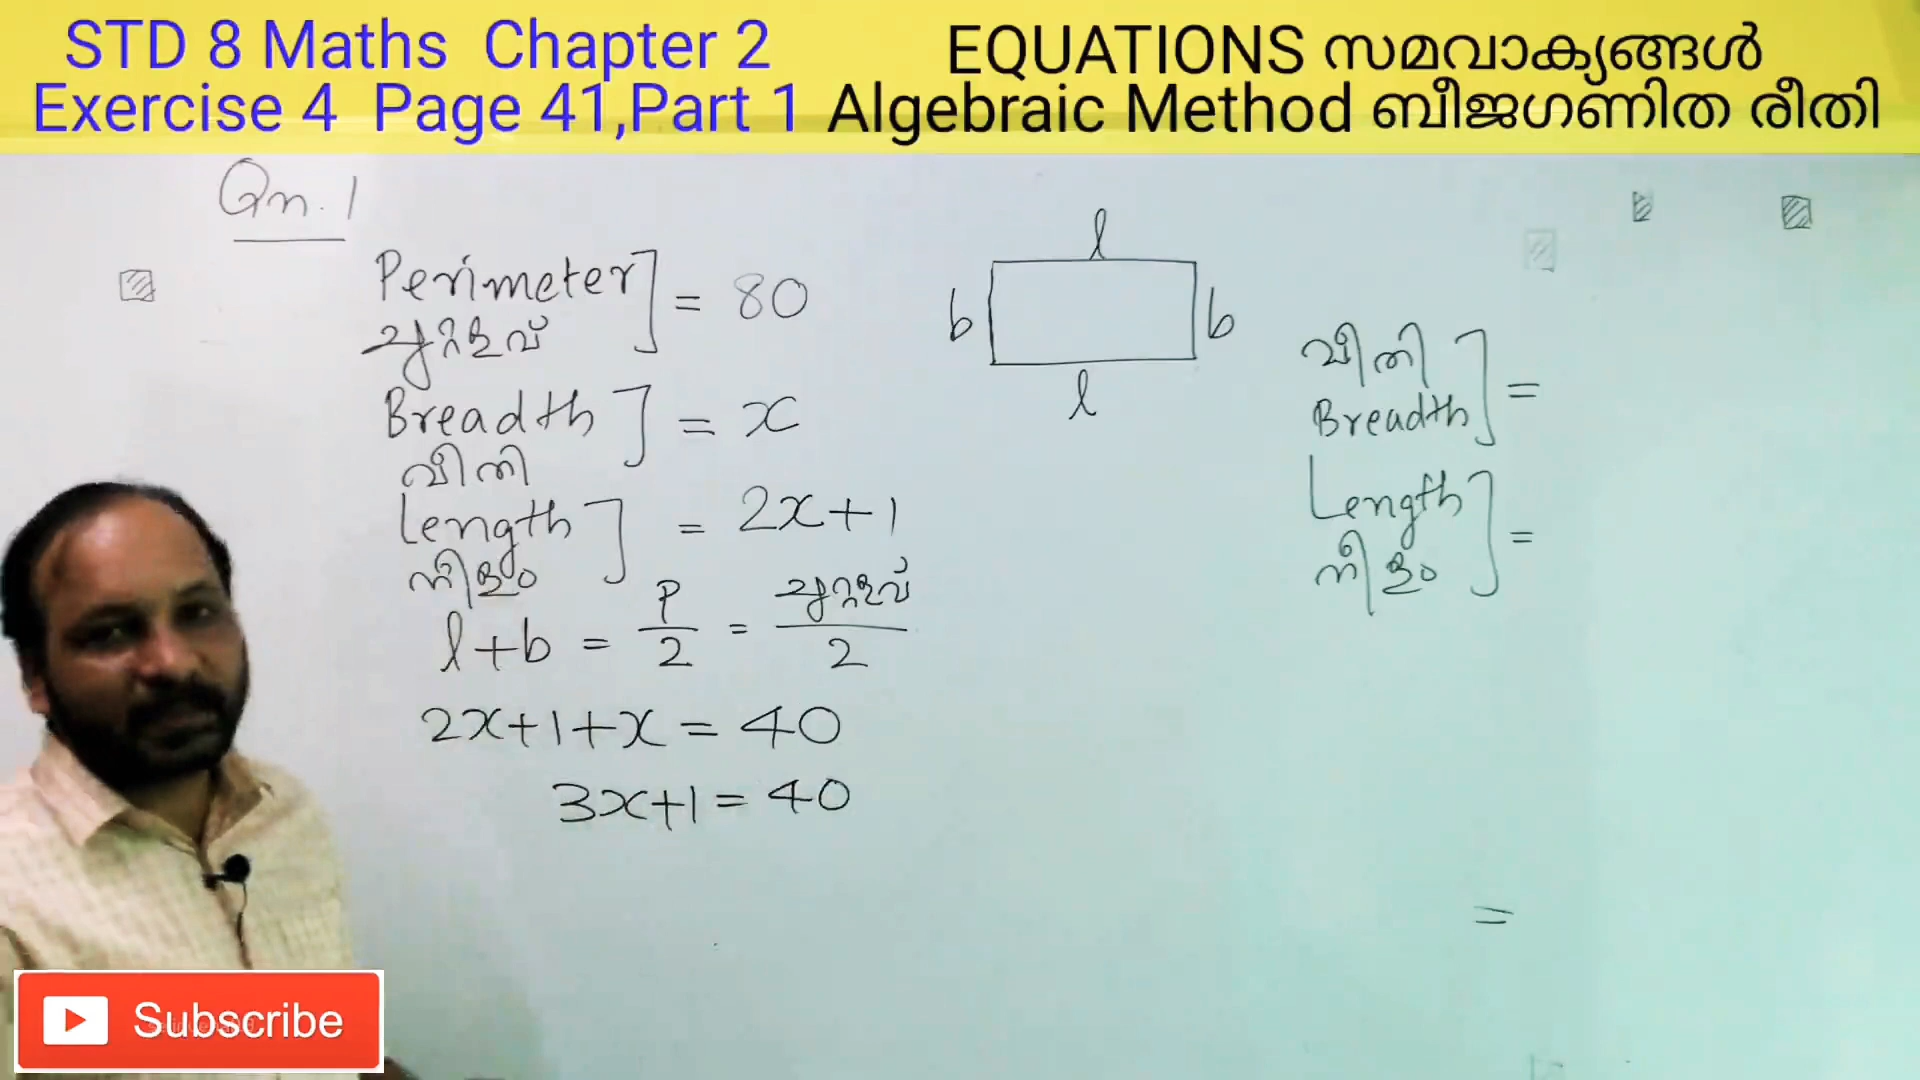 STD 8 Maths Chapter 2
Exercise 4 Page 41,Part 1
EQUATIONS സമവാക്യങ്ങൾ
Algebraic Method ബീജഗണിത രീതി
Qn. 1
Perimeter ] = 80
ചുറ്റളവ്
Breadth ] = x
വീതി
Length ] = 2x+1
നീളം
l+b = P/2 = ചുറ്റളവ്/2
2x+1+x = 40
3x+1 = 40
l
b
b
l
വീതി
Breadth ] =
Length
നീളം ] =
=
Subscribe